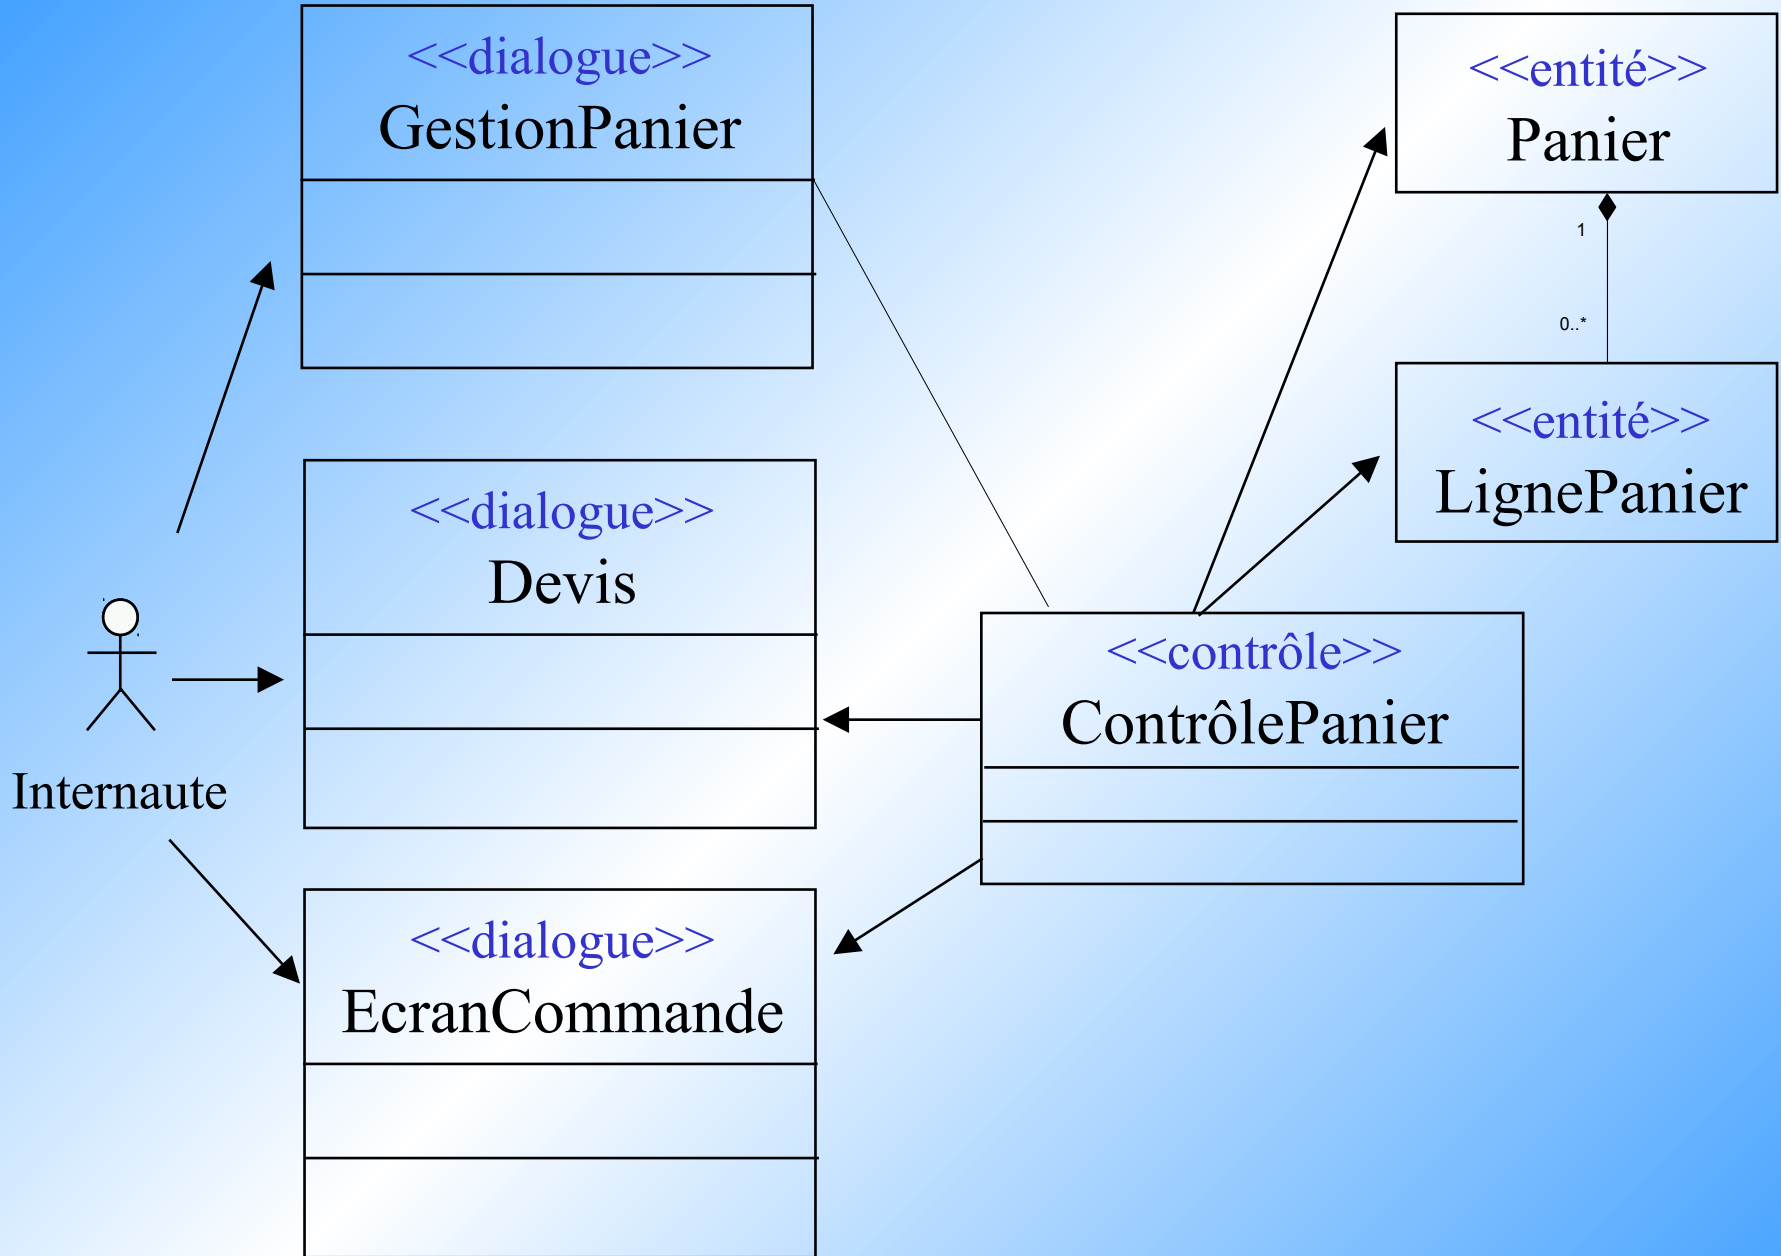 <<dialogue>>
GestionPanier
<<entité>>
Panier
1
0..*
<<entité>>
LignePanier
<<dialogue>>
Devis
<<contrôle>>
ContrôlePanier
Internaute
<<dialogue>>
EcranCommande